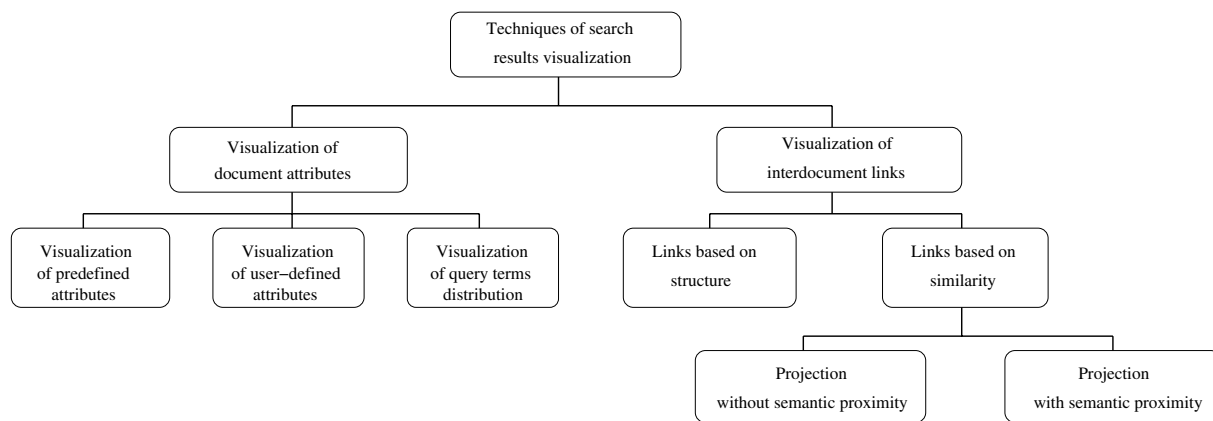 Techniques of search
results visualization
Visualization of
document attributes
Visualization of
interdocument links
Visualization
of predefined
attributes
Visualization
of user−defined
attributes
Visualization
of query terms
distribution
Links based on
structure
Links based on
similarity
Projection
without semantic proximity
Projection
with semantic proximity